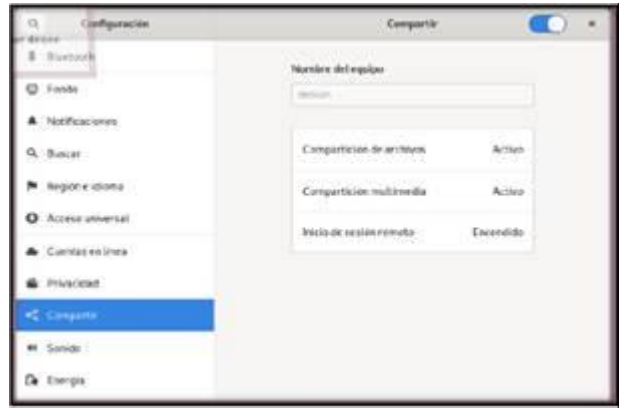 Configuración
Compartir
Bluetooth
Fondo
Notificaciones
Buscar
Región e idioma
Acceso universal
Cuentas en línea
Privacidad
Compartir
Sonido
Energía
Nombre del equipo
Compartición de archivos Activo
Compartición multimedia Activo
Inicio de sesión remoto Encendido